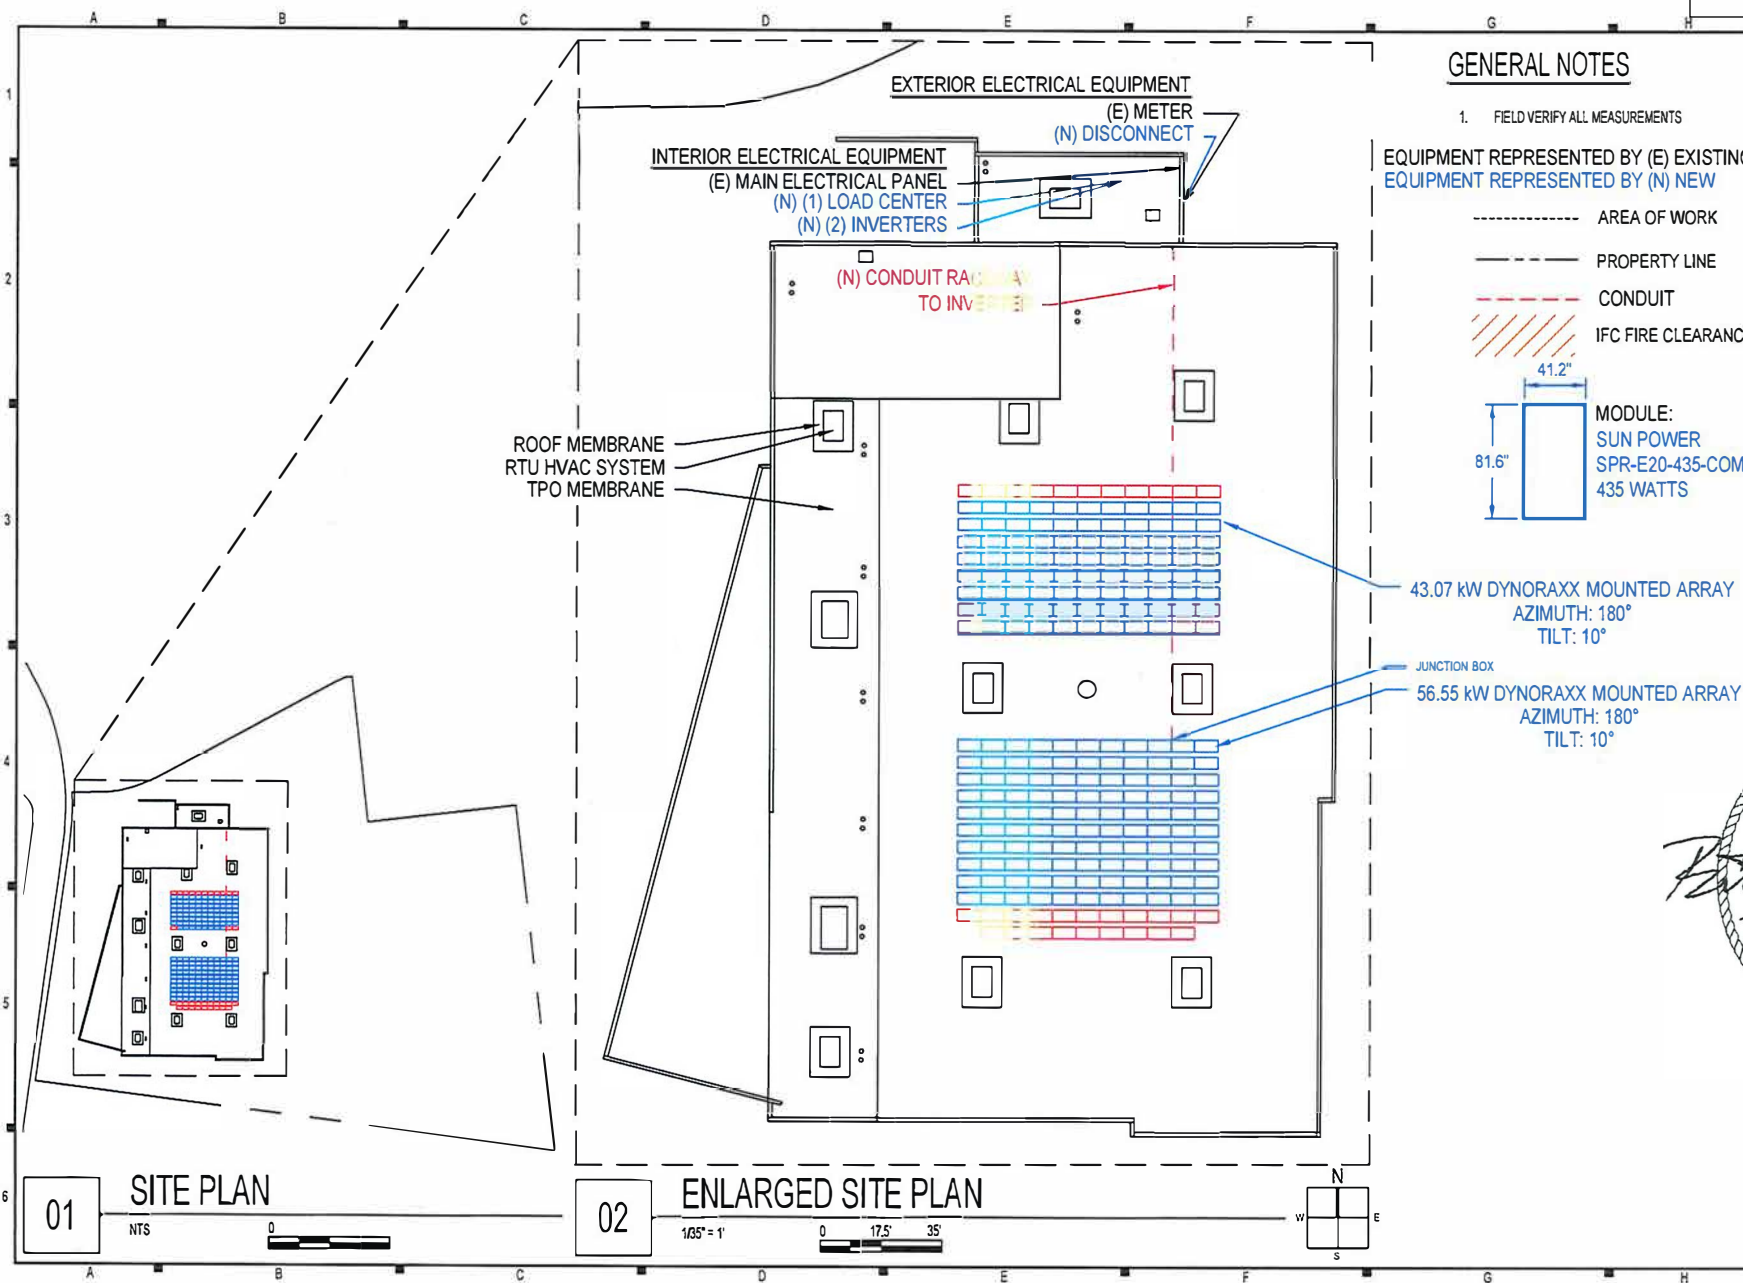 A B C D E F G H
1
2
3
4
5
6
EXTERIOR ELECTRICAL EQUIPMENT
(E) METER
(N) DISCONNECT
INTERIOR ELECTRICAL EQUIPMENT
(E) MAIN ELECTRICAL PANEL
(N) (1) LOAD CENTER
(N) (2) INVERTERS
(N) CONDUIT
TO
ROOF MEMBRANE
RTU HVAC SYSTEM
TPO MEMBRANE
GENERAL NOTES
1. FIELD VERIFY ALL MEASUREMENTS
EQUIPMENT REPRESENTED BY (E) EXISTING
EQUIPMENT REPRESENTED BY (N) NEW
AREA OF WORK
PROPERTY LINE
CONDUIT
IFC FIRE CLEARANC
41.2"
81.6"
MODULE:
SUN POWER
SPR-E20-435-COM
435 WATTS
43.07 kW DYNORAXX MOUNTED ARRAY
AZIMUTH: 180°
TILT: 10°
JUNCTION BOX
56.55 kW DYNORAXX MOUNTED ARRAY
AZIMUTH: 180°
TILT: 10°
01
SITE PLAN
NTS
0
02
ENLARGED SITE PLAN
1/35" = 1'
0 17.5' 35'
N
W E
S
A B C D E F G H